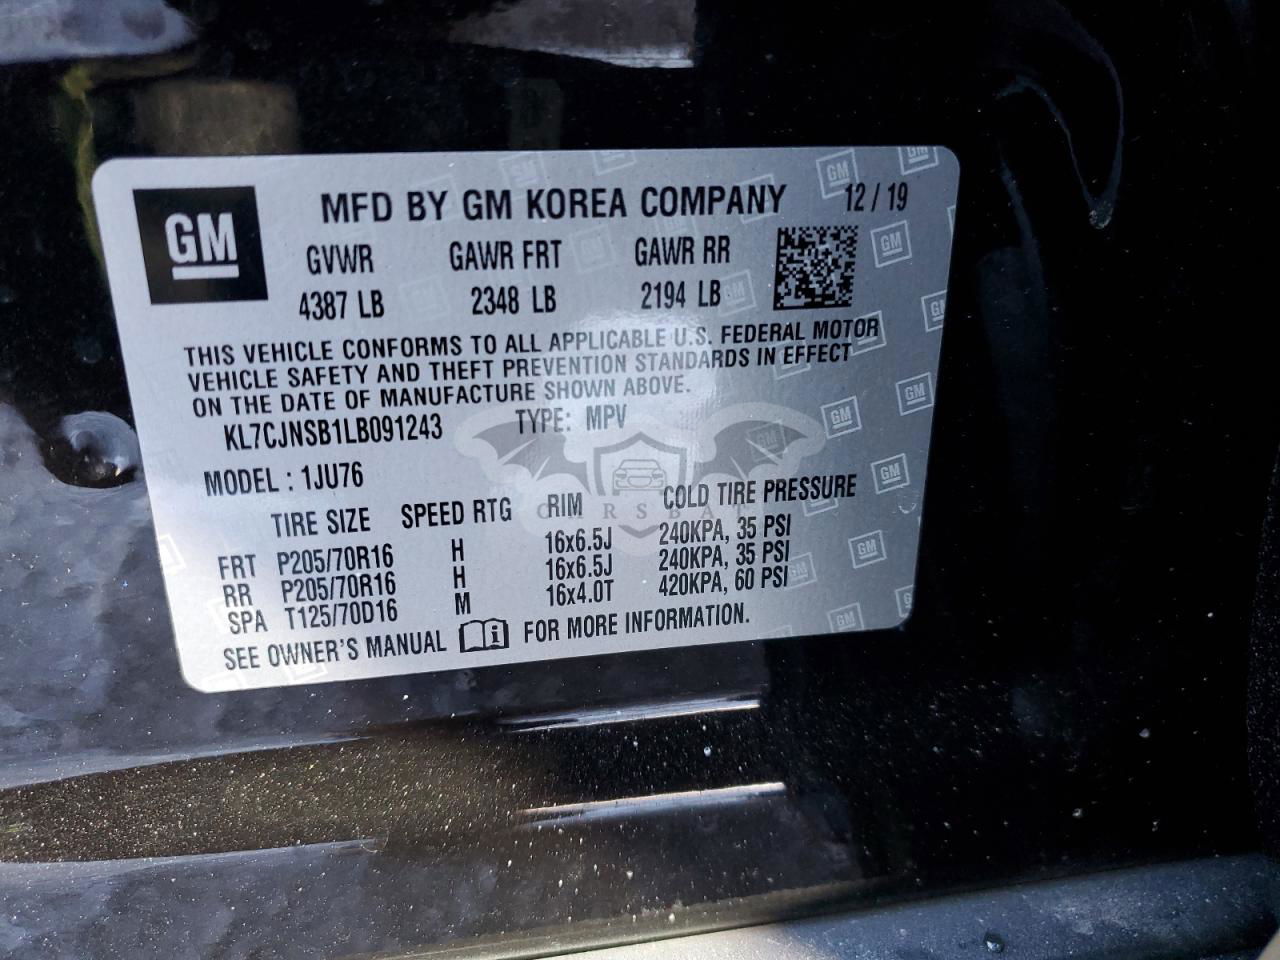 GM MFD BY GM KOREA COMPANY 12 / 19
GVWR GAWR FRT GAWR RR
4387 LB 2348 LB 2194 LB
THIS VEHICLE CONFORMS TO ALL APPLICABLE U.S. FEDERAL MOTOR
VEHICLE SAFETY AND THEFT PREVENTION STANDARDS IN EFFECT
ON THE DATE OF MANUFACTURE SHOWN ABOVE.
KL7CJNSB1LB091243 TYPE: MPV
MODEL : 1JU76
TIRE SIZE SPEED RTG RIM COLD TIRE PRESSURE
FRT P205/70R16 H 16x6.5J 240KPA, 35 PSI
RR P205/70R16 H 16x6.5J 240KPA, 35 PSI
SPA T125/70D16 M 16x4.0T 420KPA, 60 PSI
SEE OWNER'S MANUAL FOR MORE INFORMATION.
CARSBAT